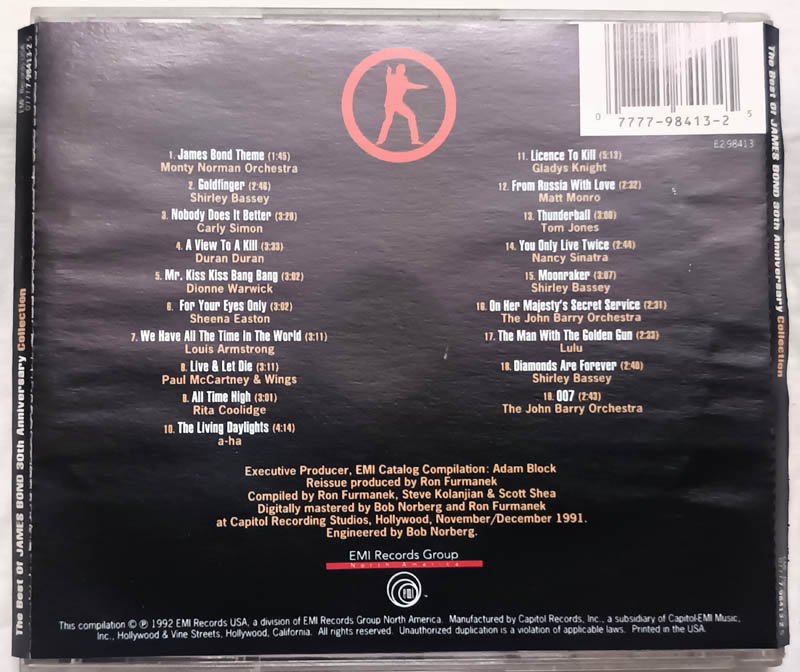 0 7777-98413-2 5
E2 98413
1. James Bond Theme (1:45)
Monty Norman Orchestra
2. Goldfinger (2:46)
Shirley Bassey
3. Nobody Does It Better (3:29)
Carly Simon
4. A View To A Kill (3:33)
Duran Duran
5. Mr. Kiss Kiss Bang Bang (3:02)
Dionne Warwick
6. For Your Eyes Only (3:02)
Sheena Easton
7. We Have All The Time In The World (3:11)
Louis Armstrong
8. Live & Let Die (3:11)
Paul McCartney & Wings
9. All Time High (3:01)
Rita Coolidge
10. The Living Daylights (4:14)
a-ha
11. Licence To Kill (5:13)
Gladys Knight
12. From Russia With Love (2:32)
Matt Monro
13. Thunderball (3:00)
Tom Jones
14. You Only Live Twice (2:44)
Nancy Sinatra
15. Moonraker (3:07)
Shirley Bassey
16. On Her Majesty's Secret Service (2:31)
The John Barry Orchestra
17. The Man With The Golden Gun (2:33)
Lulu
18. Diamonds Are Forever (2:40)
Shirley Bassey
19. 007 (2:43)
The John Barry Orchestra
Executive Producer, EMI Catalog Compilation: Adam Block
Reissue produced by Ron Furmanek
Compiled by Ron Furmanek, Steve Kolanjian & Scott Shea
Digitally mastered by Bob Norberg and Ron Furmanek
at Capitol Recording Studios, Hollywood, November/December 1991.
Engineered by Bob Norberg.
EMI Records Group
North America
EMI
This compilation © ℗ 1992 EMI Records USA, a division of EMI Records Group North America. Manufactured by Capitol Records, Inc., a subsidiary of Capitol-EMI Music,
Inc., Hollywood & Vine Streets, Hollywood, California. All rights reserved. Unauthorized duplication is a violation of applicable laws. Printed in the USA.
The Best Of JAMES BOND 30th Anniversary Collection
0777 7-98413-2 5
The Best Of JAMES BOND 30th Anniversary Collection